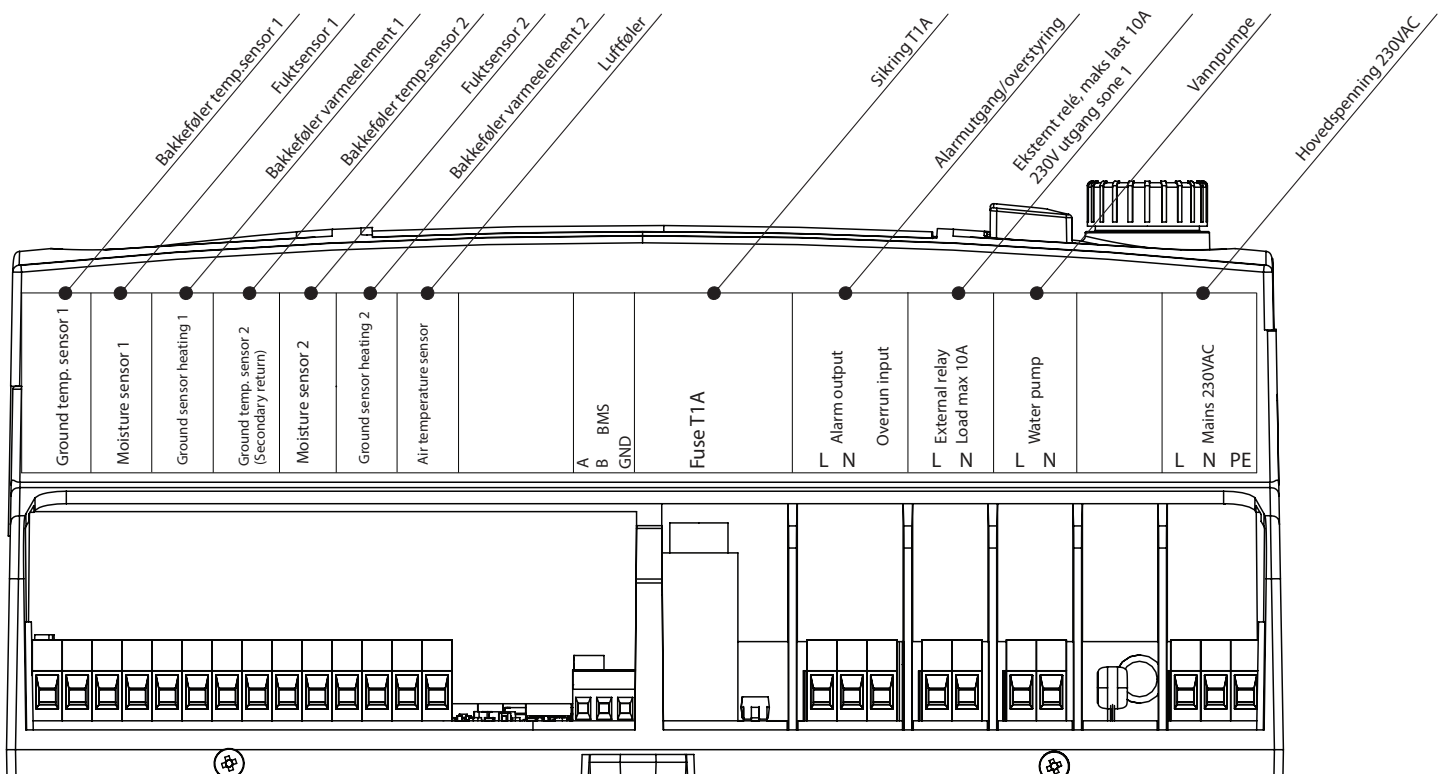 Bakkeføler temp.sensor 1
Fuktsensor 1
Bakkeføler varmeelement 1
Bakkeføler temp.sensor 2
Fuktsensor 2
Bakkeføler varmeelement 2
Luftføler
Sikring T1A
Alarmutgang/overstyring
Eksternt relé, maks last 10A
230V utgang sone 1
Vannpumpe
Hovedspenning 230VAC
Ground temp. sensor 1
Moisture sensor 1
Ground sensor heating 1
Ground temp. sensor 2
(Secondary return)
Moisture sensor 2
Ground sensor heating 2
Air temperature sensor
A
B BMS
GND
Fuse T1A
Alarm output
Overrun input
L N
External relay
Load max 10A
L N
Water pump
L N
Mains 230VAC
L N PE